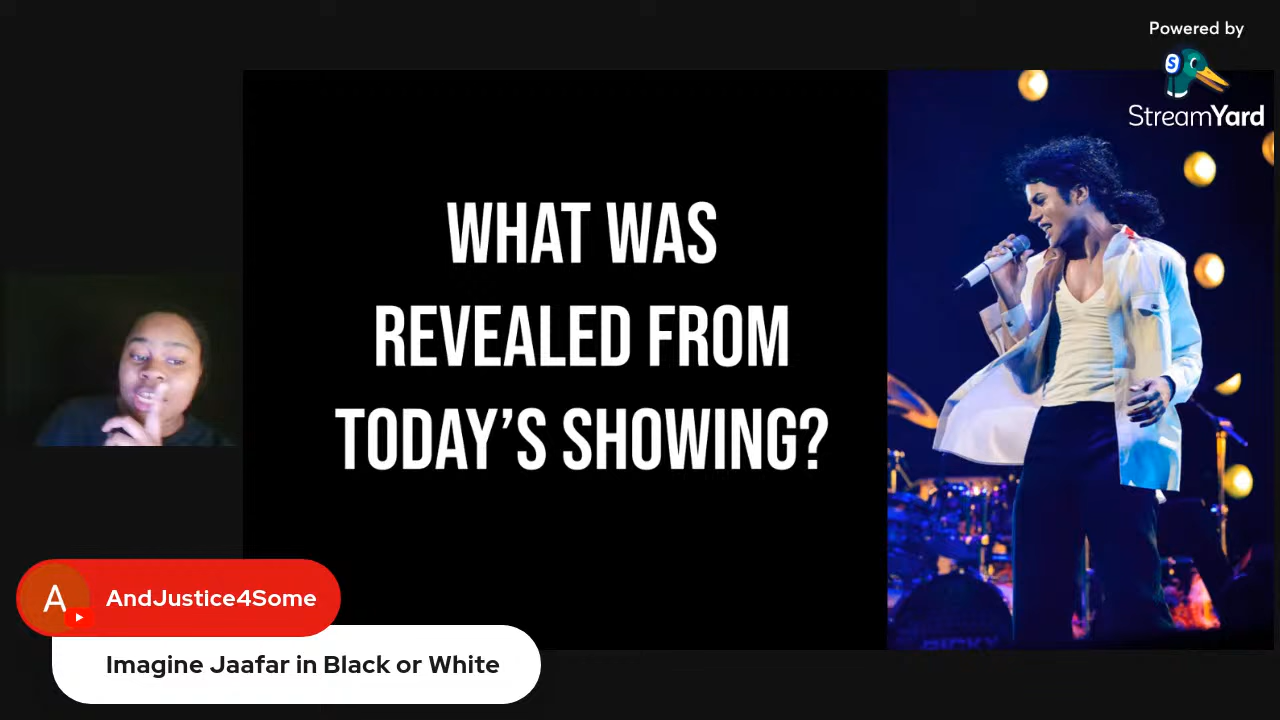 Powered by
StreamYard
WHAT WAS
REVEALED FROM
TODAY'S SHOWING?
A
AndJustice4Some
Imagine Jaafar in Black or White